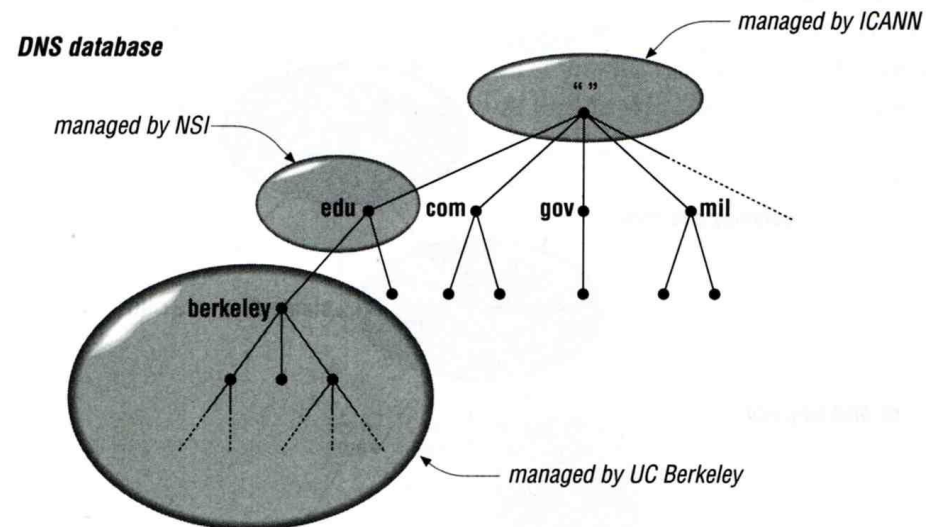 managed by ICANN
DNS database
“ ”
managed by NSI
edu com gov mil
berkeley
managed by UC Berkeley